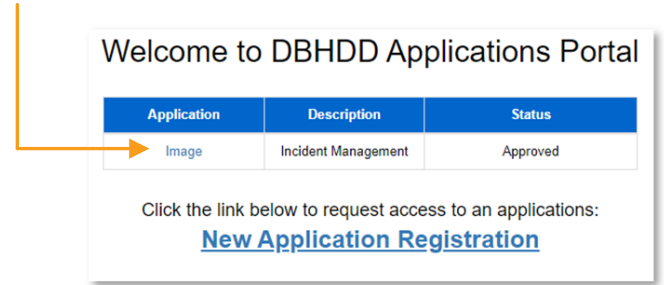 Welcome to DBHDD Applications Portal
Application Description Status
Image Incident Management Approved
Click the link below to request access to an applications:
New Application Registration